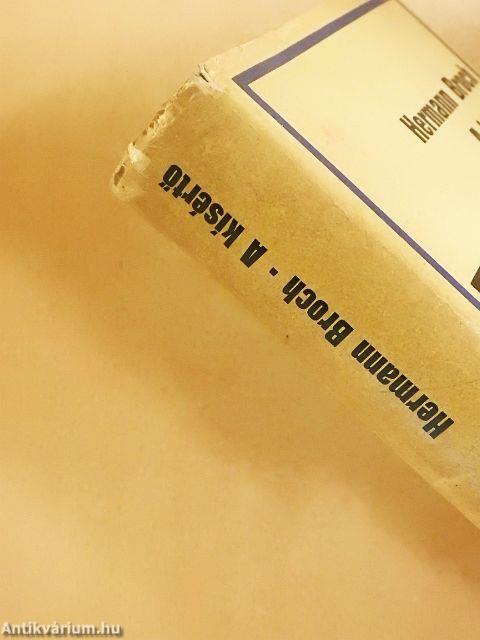 Hermann Broch · A kísértő
Hermann Broch
Antikvárium.hu